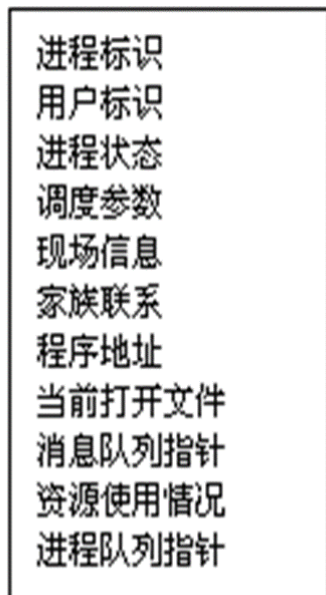 进程标识
用户标识
进程状态
调度参数
现场信息
家族联系
程序地址
当前打开文件
消息队列指针
资源使用情况
进程队列指针